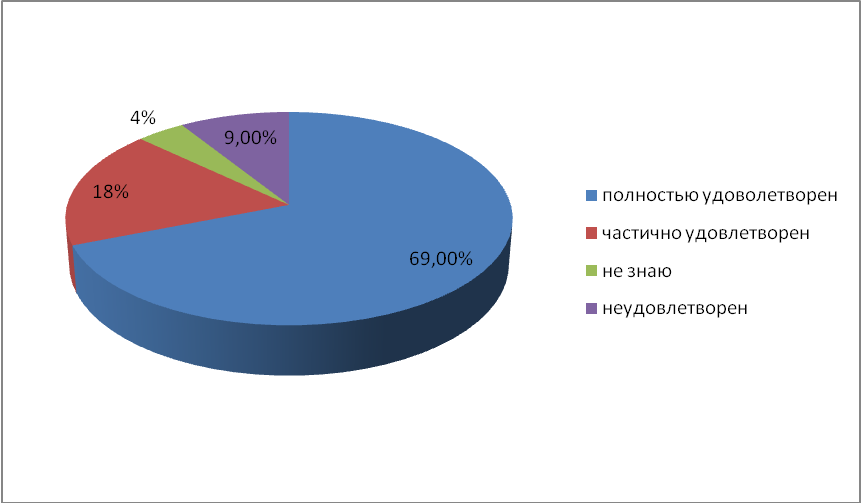 4%
9,00%
18%
69,00%
полностью удоволетворен
частично удовлетворен
не знаю
неудовлетворен